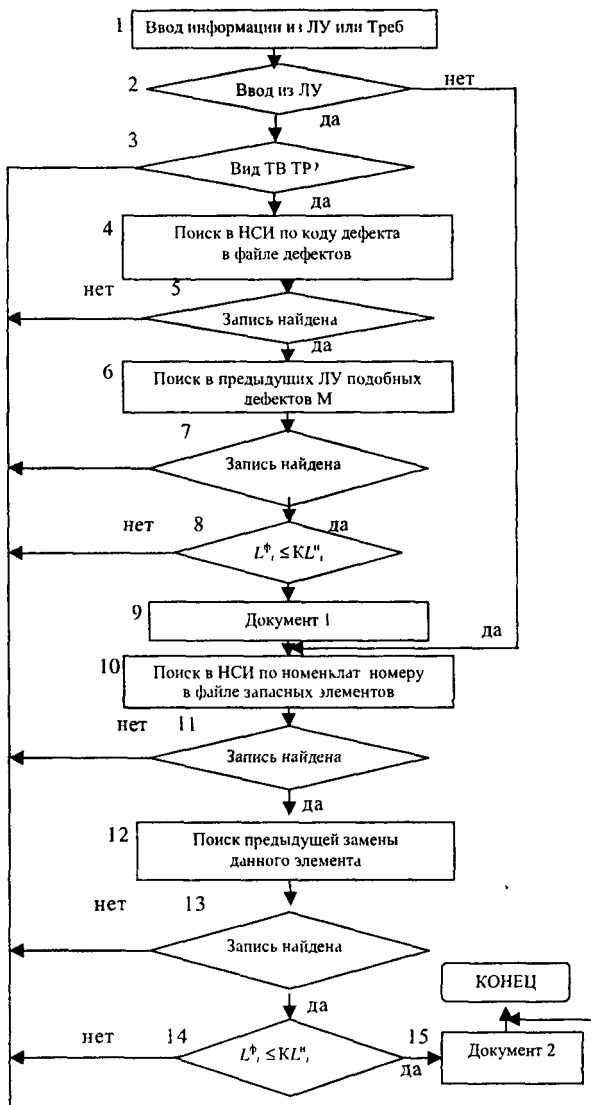 1 Ввод информации из ЛУ или Треб
2 Ввод из ЛУ
нет
да
3 Вид ТВ ТР?
да
4 Поиск в НСИ по коду дефекта
в файле дефектов
нет 5
Запись найдена
да
6 Поиск в предыдущих ЛУ подобных
дефектов М
7
Запись найдена
да
нет 8
Lᶲᵢ ≤ КLᴴᵢ
9 Документ 1
да
10 Поиск в НСИ по номенклат номеру
в файле запасных элементов
нет 11
Запись найдена
да
12 Поиск предыдущей замены
данного элемента
нет 13
Запись найдена
КОНЕЦ
да
нет 14
Lᶲᵢ ≤ КLᴴᵢ
да
15
Документ 2